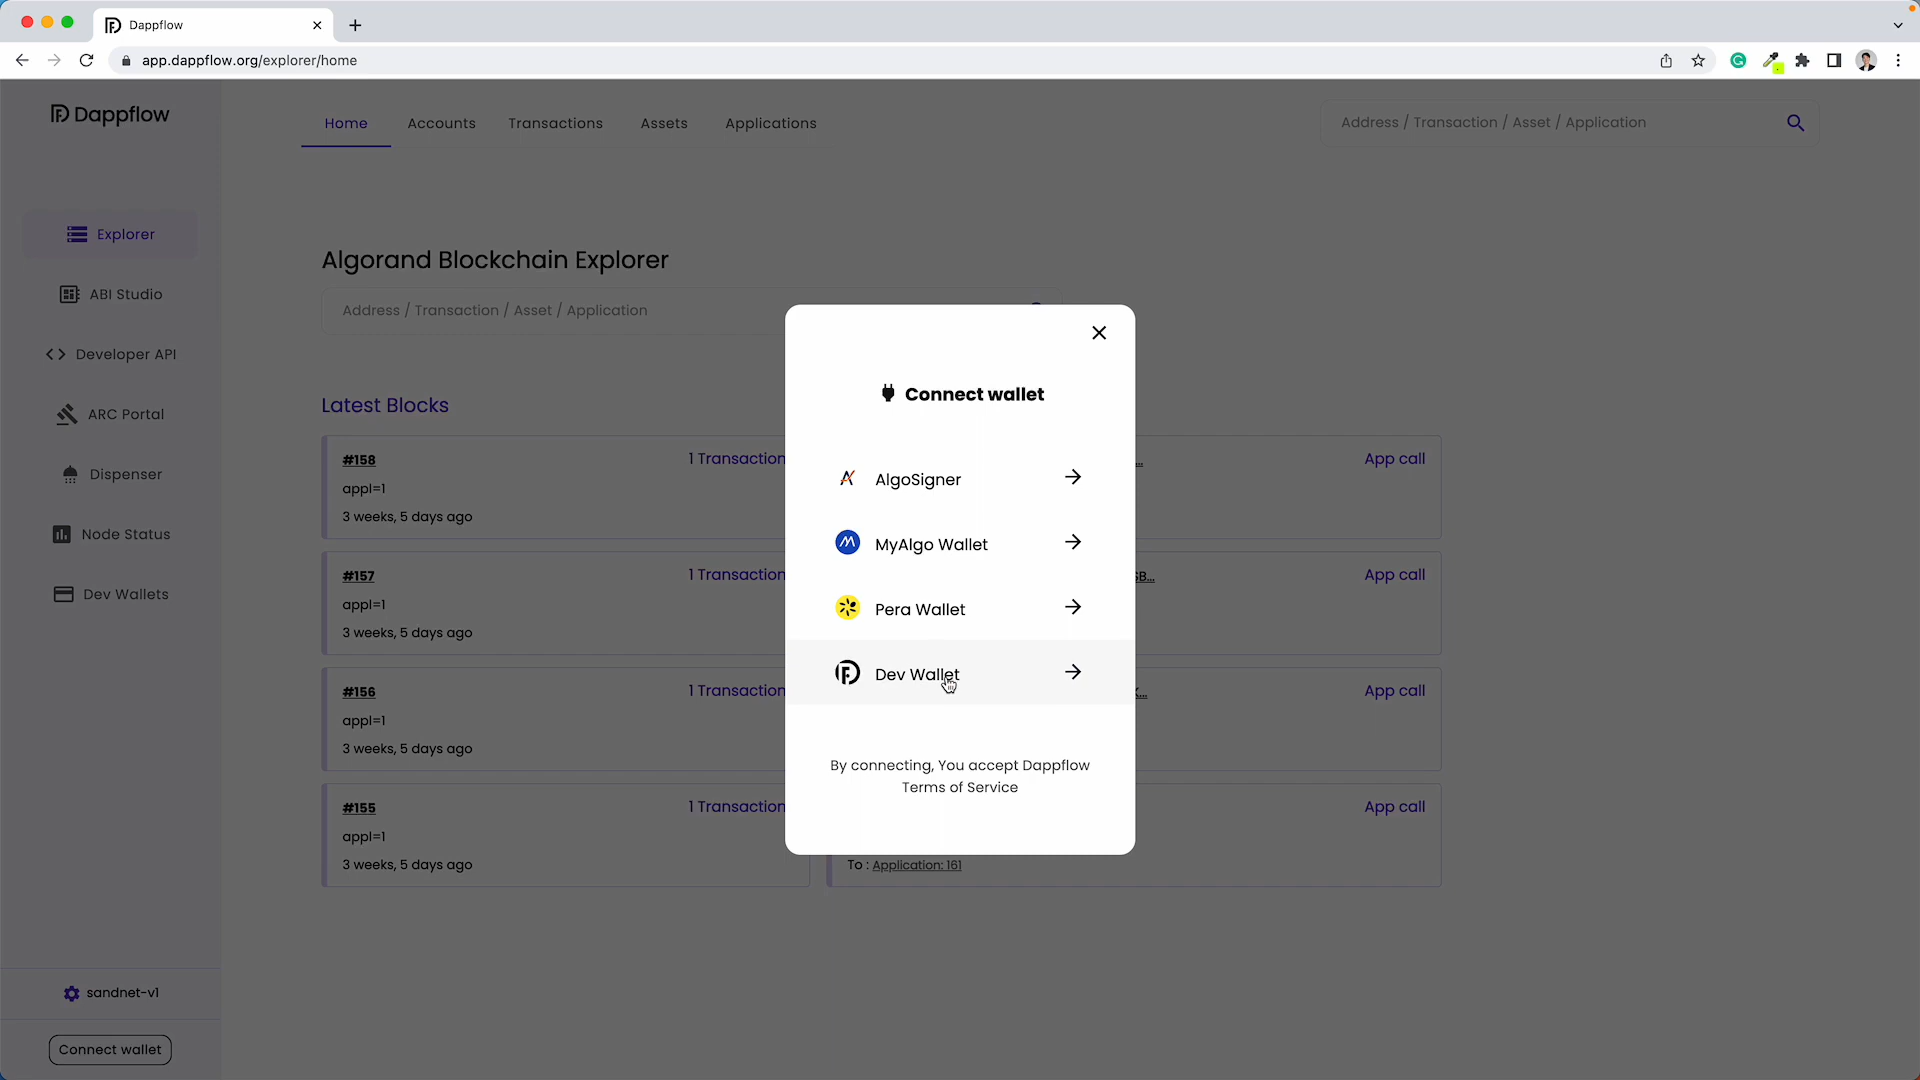 Dappflow
app.dappflow.org/explorer/home
Dappflow
Home
Accounts
Transactions
Assets
Applications
Address / Transaction / Asset / Application
Explorer
ABI Studio
Developer API
ARC Portal
Dispenser
Node Status
Dev Wallets
sandnet-v1
Connect wallet
Algorand Blockchain Explorer
Address / Transaction / Asset / Application
Latest Blocks
#158
1 Transaction
appl=1
3 weeks, 5 days ago
#157
1 Transaction
appl=1
3 weeks, 5 days ago
#156
1 Transaction
appl=1
3 weeks, 5 days ago
#155
1 Transaction
appl=1
3 weeks, 5 days ago
App call
App call
App call
App call
To : Application: 161
Connect wallet
AlgoSigner
MyAlgo Wallet
Pera Wallet
Dev Wallet
By connecting, You accept Dappflow
Terms of Service